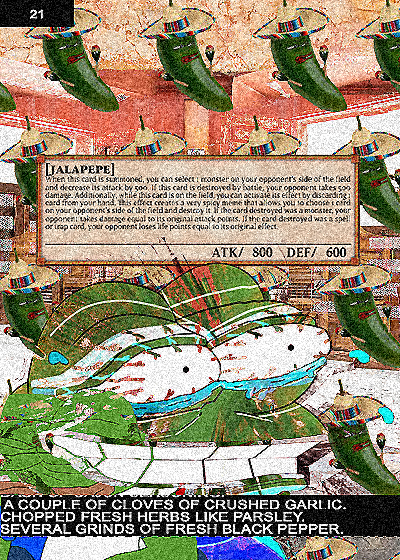 21
[JALAPEPE]
When this card is summoned, you can select 1 monster on your opponent's side of the field
and decrease its attack by 500. If this card is destroyed by battle, your opponent takes 500
damage. Additionally, while this card is on the field, you can activate its effect by discarding 1
card from your hand. This effect creates a very spicy meme that allows you to choose 1 card
on your opponent's side of the field and destroy it. If the card destroyed was a monster, your
opponent takes damage equal to its original attack points. If the card destroyed was a spell
or trap card, your opponent loses life points equal to its original effect.
ATK/ 800 DEF/ 600
A COUPLE OF CLOVES OF CRUSHED GARLIC.
CHOPPED FRESH HERBS LIKE PARSLEY.
SEVERAL GRINDS OF FRESH BLACK PEPPER.